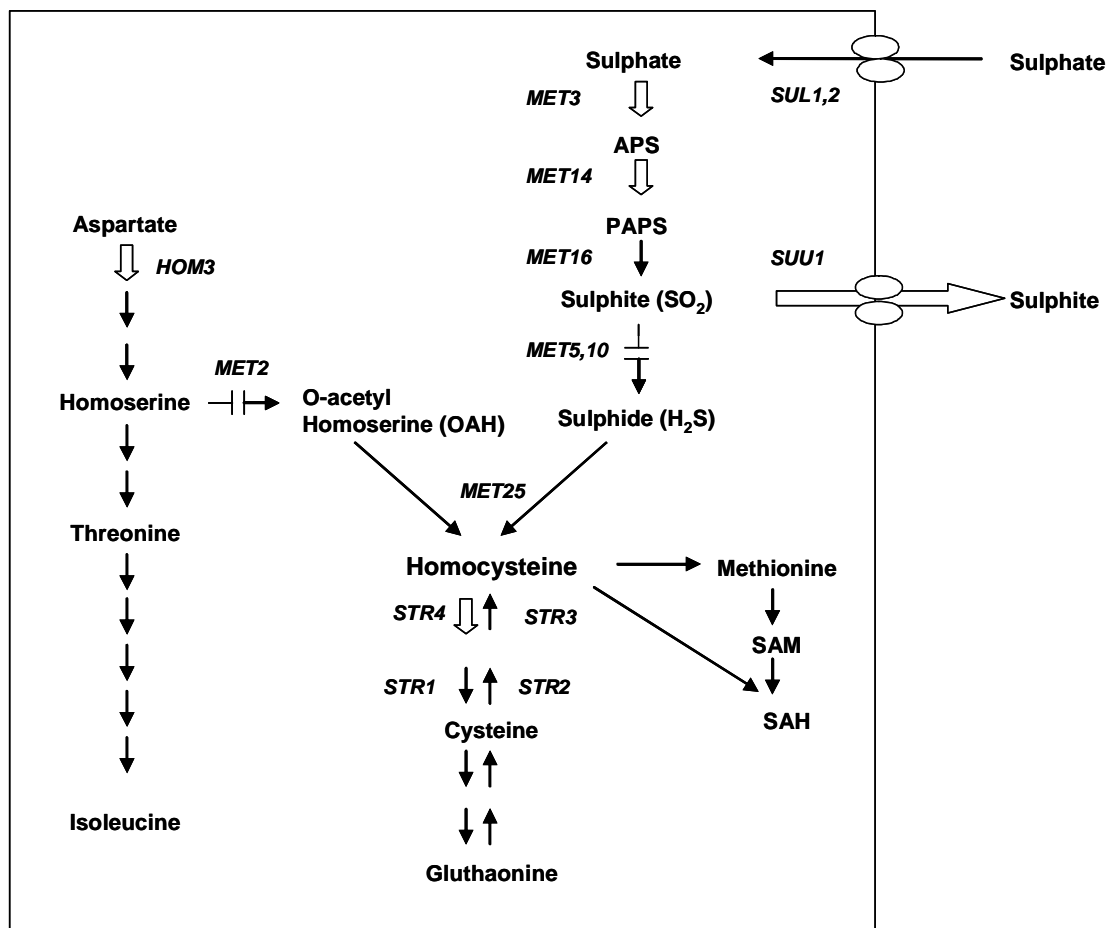 Sulphate
Sulphate
MET3
SUL1,2
APS
MET14
Aspartate
PAPS
HOM3
MET16
SUU1
Sulphite (SO2)
Sulphite
MET2
MET5,10
Homoserine
O-acetyl
Homoserine (OAH)
Sulphide (H2S)
MET25
Threonine
Homocysteine
Methionine
STR4
STR3
SAM
STR1
STR2
SAH
Cysteine
Isoleucine
Gluthaonine